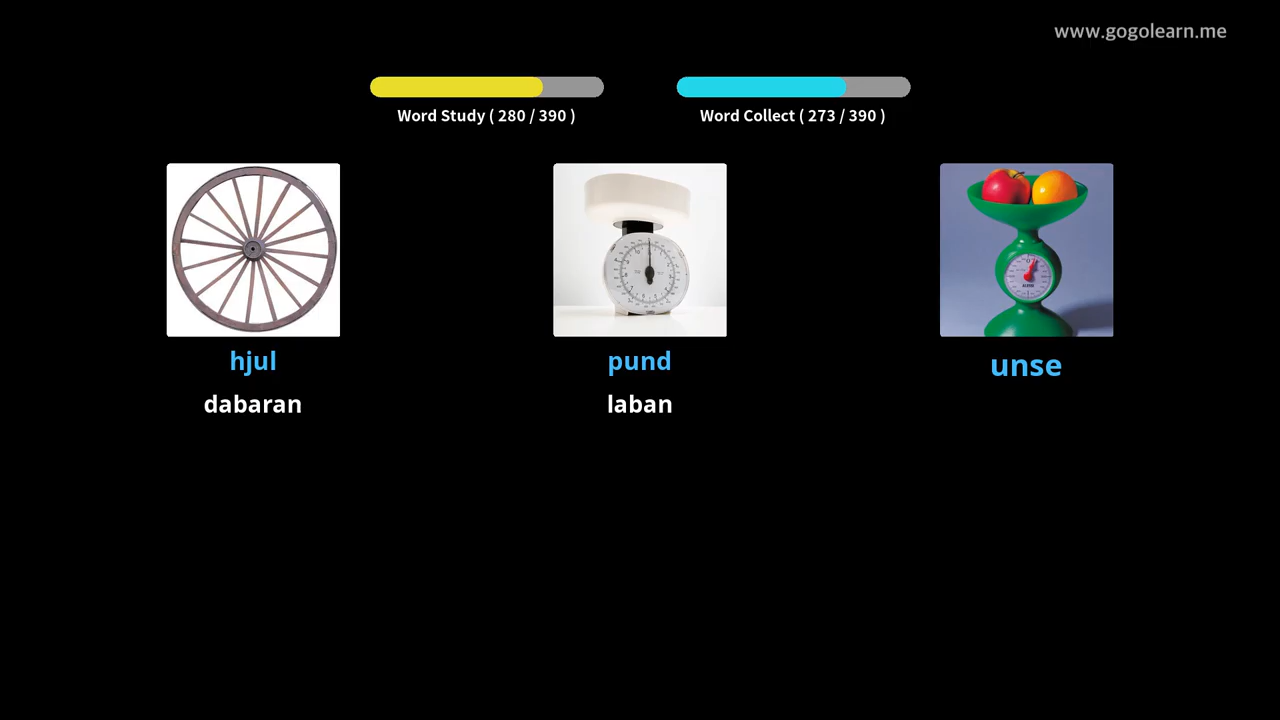 www.gogolearn.me
Word Study ( 280 / 390 )
Word Collect ( 273 / 390 )
hjul
pund
unse
dabaran
laban